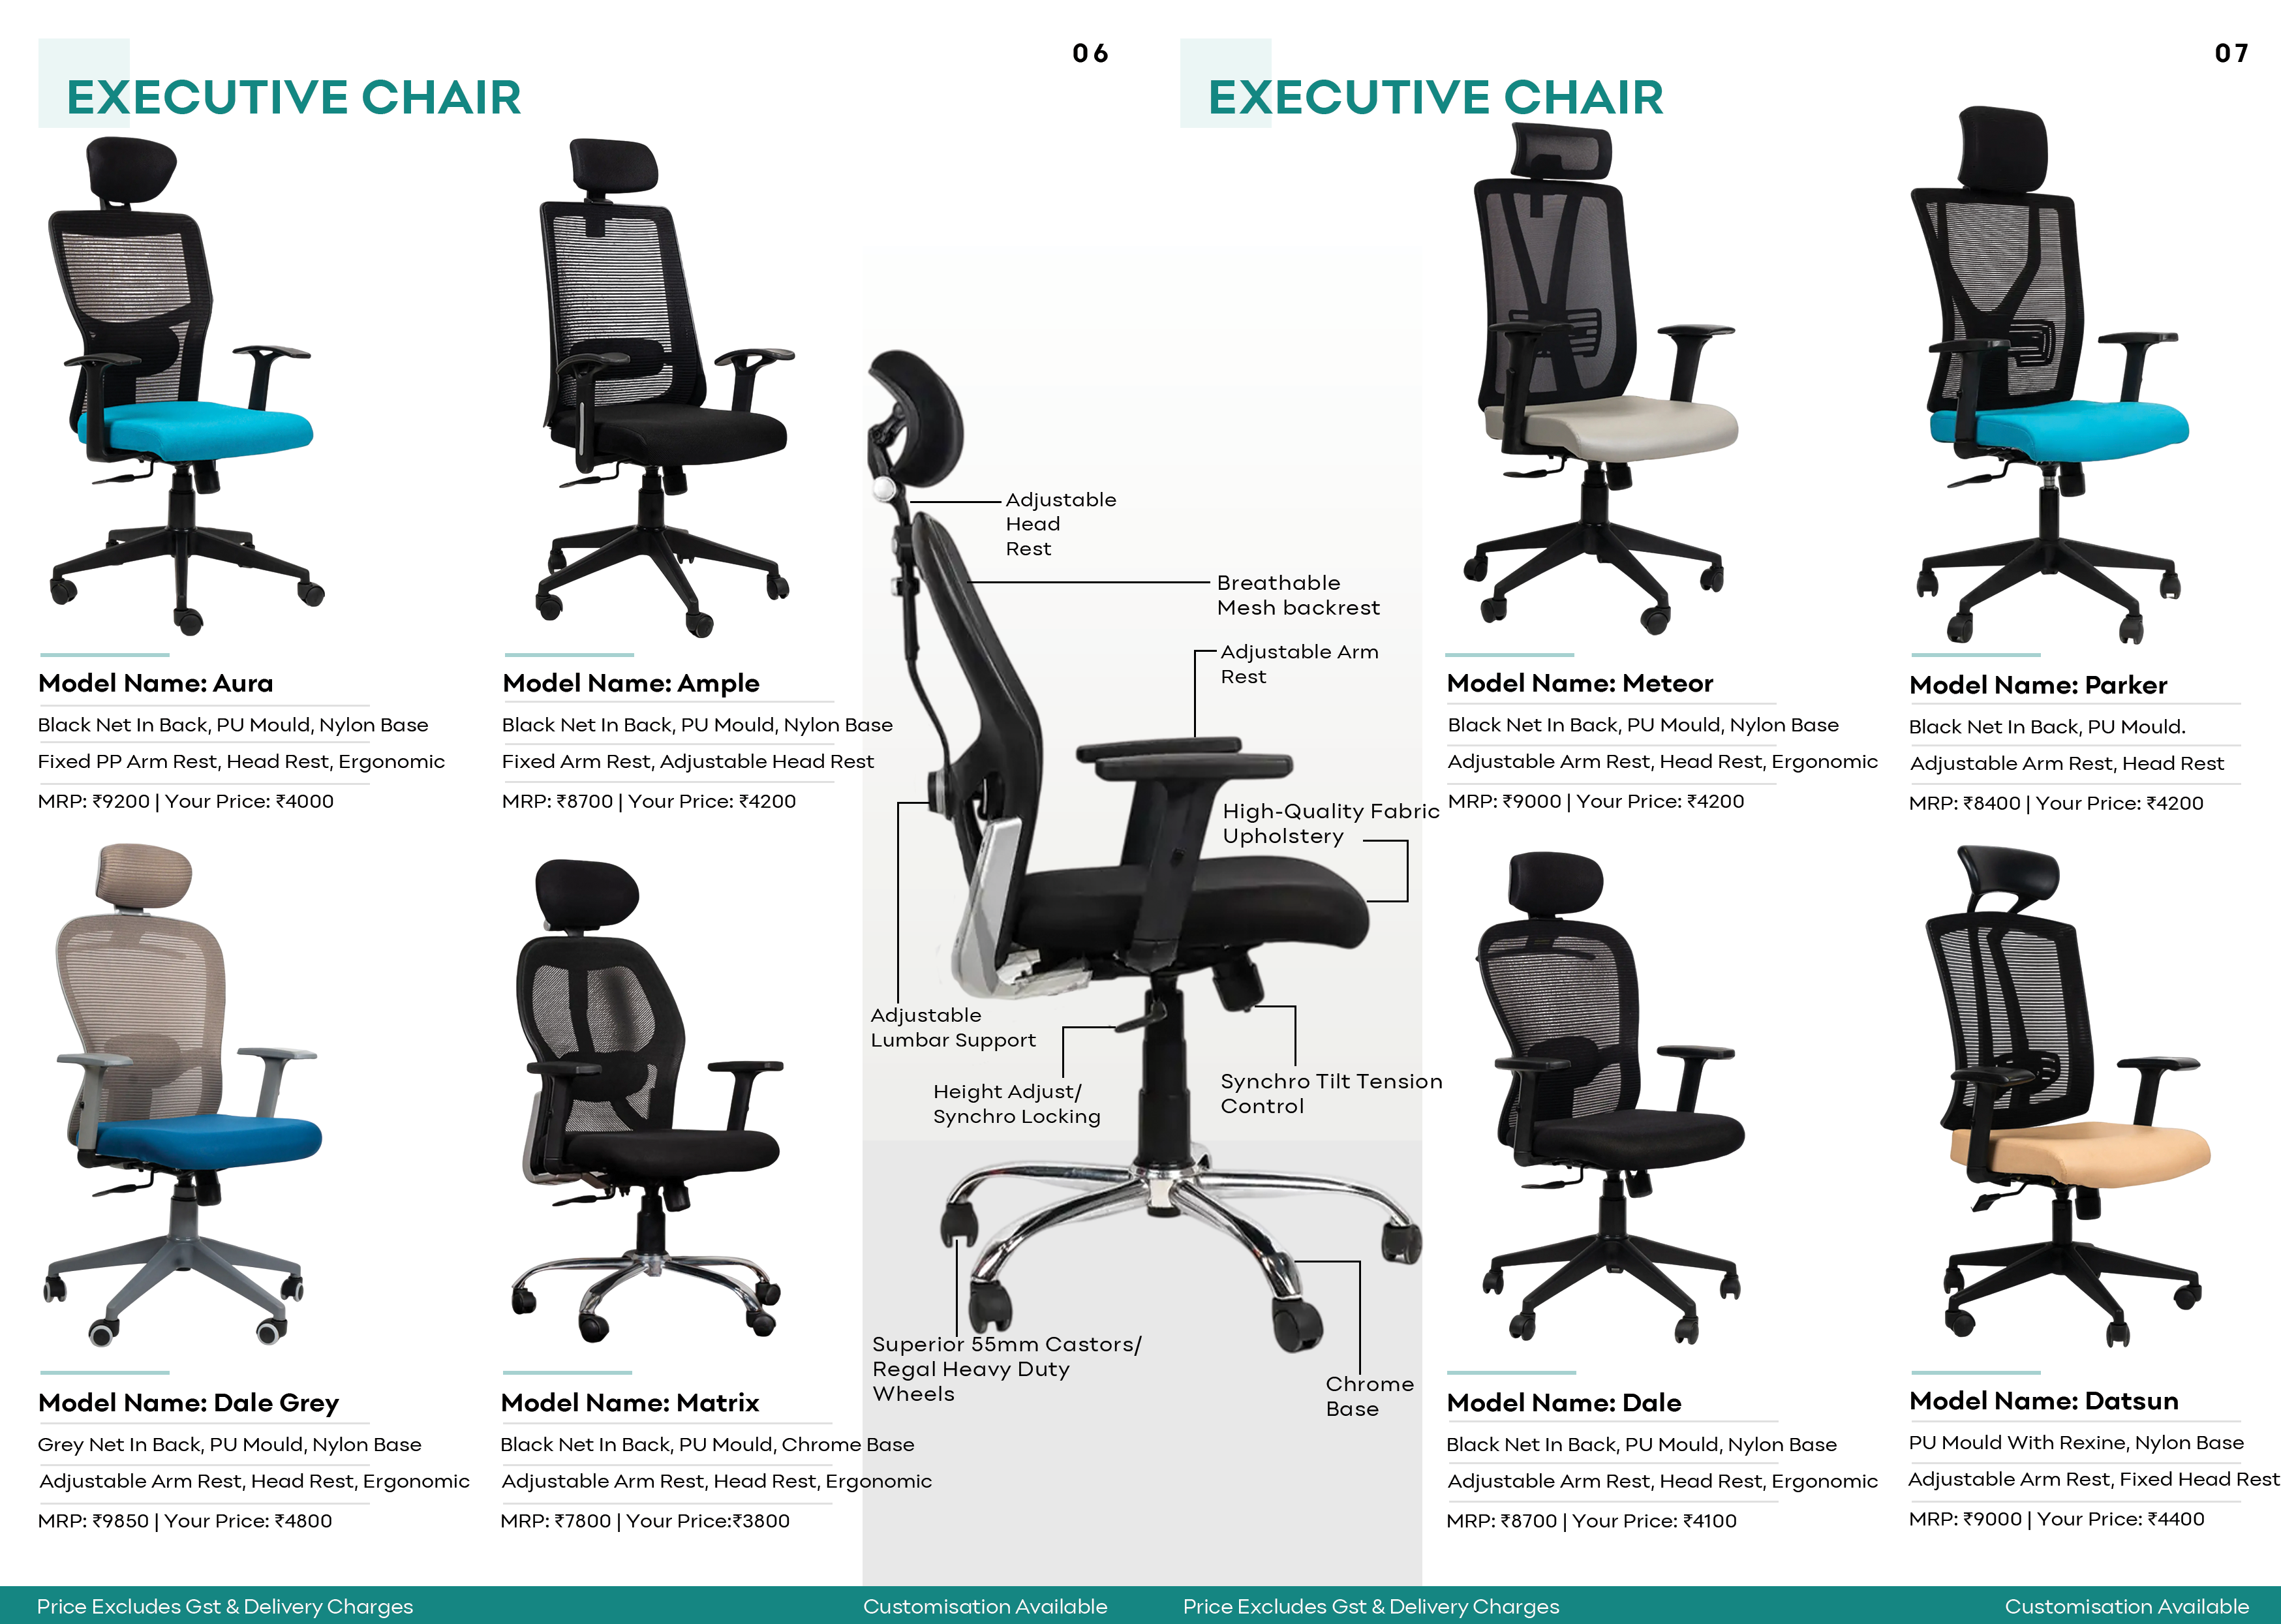 06
EXECUTIVE CHAIR
Model Name: Aura
Black Net In Back, PU Mould, Nylon Base
Fixed PP Arm Rest, Head Rest, Ergonomic
MRP: ₹9200 | Your Price: ₹4000
Model Name: Ample
Black Net In Back, PU Mould, Nylon Base
Fixed Arm Rest, Adjustable Head Rest
MRP: ₹8700 | Your Price: ₹4200
Model Name: Dale Grey
Grey Net In Back, PU Mould, Nylon Base
Adjustable Arm Rest, Head Rest, Ergonomic
MRP: ₹9850 | Your Price: ₹4800
Model Name: Matrix
Black Net In Back, PU Mould, Chrome Base
Adjustable Arm Rest, Head Rest, Ergonomic
MRP: ₹7800 | Your Price:₹3800
Adjustable
Head
Rest
Breathable
Mesh backrest
Adjustable Arm
Rest
High-Quality Fabric
Upholstery
Adjustable
Lumbar Support
Height Adjust/
Synchro Locking
Synchro Tilt Tension
Control
Superior 55mm Castors/
Regal Heavy Duty
Wheels
Chrome
Base
07
EXECUTIVE CHAIR
Model Name: Meteor
Black Net In Back, PU Mould, Nylon Base
Adjustable Arm Rest, Head Rest, Ergonomic
MRP: ₹9000 | Your Price: ₹4200
Model Name: Parker
Black Net In Back, PU Mould.
Adjustable Arm Rest, Head Rest
MRP: ₹8400 | Your Price: ₹4200
Model Name: Dale
Black Net In Back, PU Mould, Nylon Base
Adjustable Arm Rest, Head Rest, Ergonomic
MRP: ₹8700 | Your Price: ₹4100
Model Name: Datsun
PU Mould With Rexine, Nylon Base
Adjustable Arm Rest, Fixed Head Rest
MRP: ₹9000 | Your Price: ₹4400
Price Excludes Gst & Delivery Charges
Customisation Available
Price Excludes Gst & Delivery Charges
Customisation Available